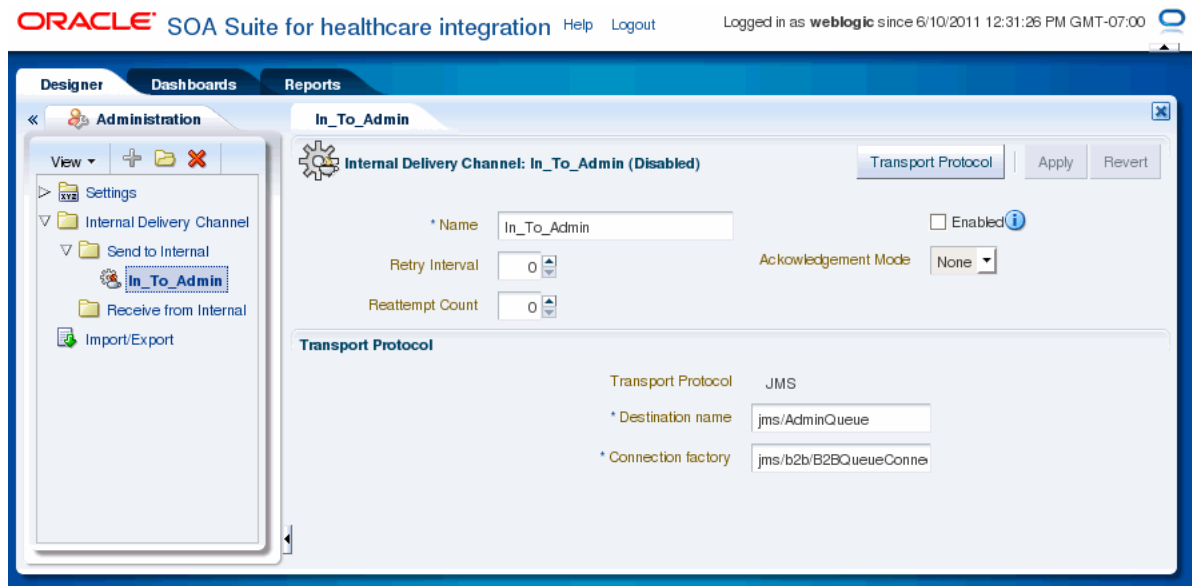 ORACLE SOA Suite for healthcare integration Help Logout Logged in as weblogic since 6/10/2011 12:31:26 PM GMT-07:00
Designer Dashboards Reports
« Administration
View
xyz Settings
Internal Delivery Channel
Send to Internal
In_To_Admin
Receive from Internal
Import/Export
In_To_Admin
Internal Delivery Channel: In_To_Admin (Disabled) Transport Protocol Apply Revert
* Name In_To_Admin Enabled i
Retry Interval 0 Ackowledgement Mode None
Reattempt Count 0
Transport Protocol
Transport Protocol JMS
* Destination name jms/AdminQueue
* Connection factory jms/b2b/B2BQueueConne